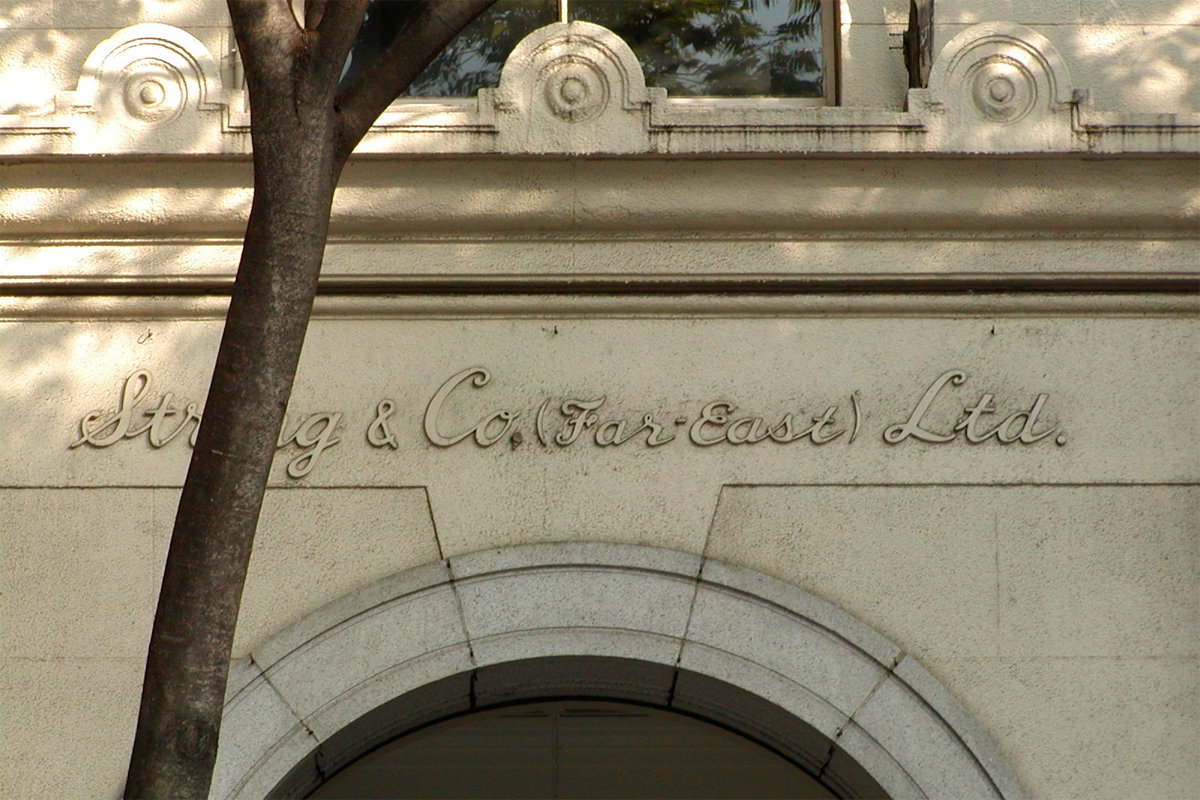 & Co. (Far-East) Ltd.